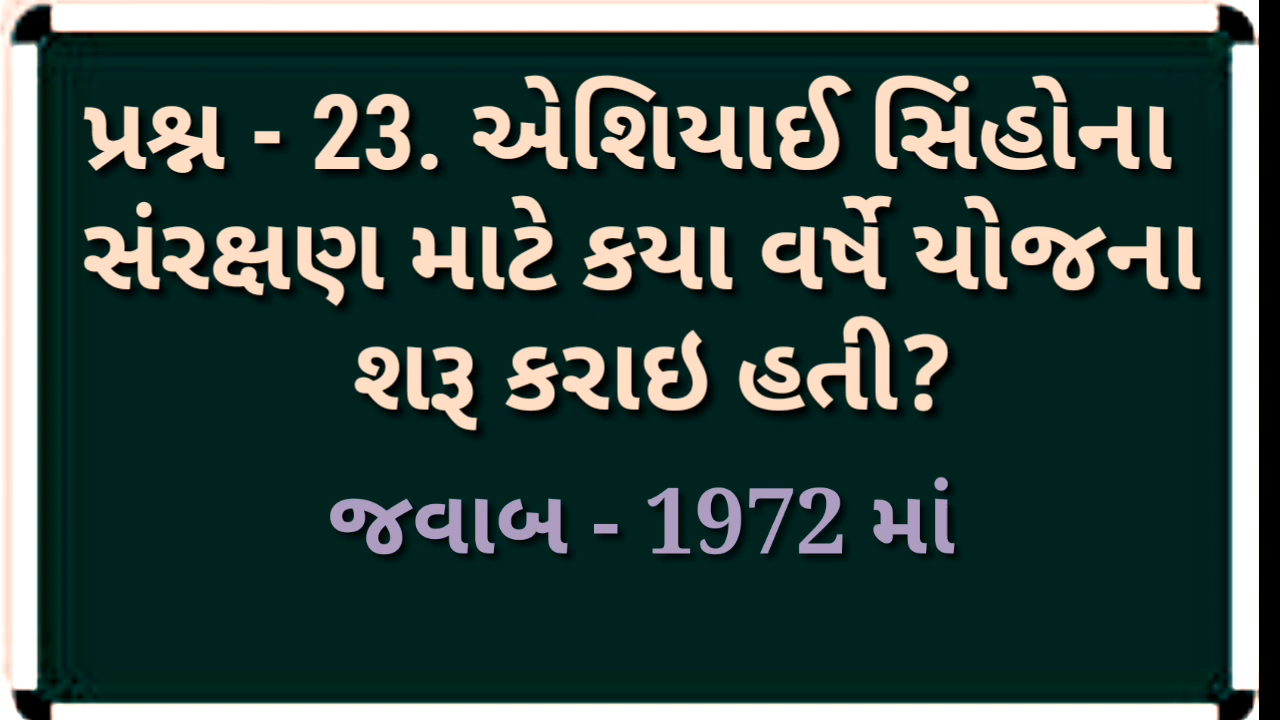 પ્રશ્ન - 23. એશિયાઈ સિંહોના
સંરક્ષણ માટે કયા વર્ષે યોજના
શરૂ કરાઇ હતી?
જવાબ - 1972 માં